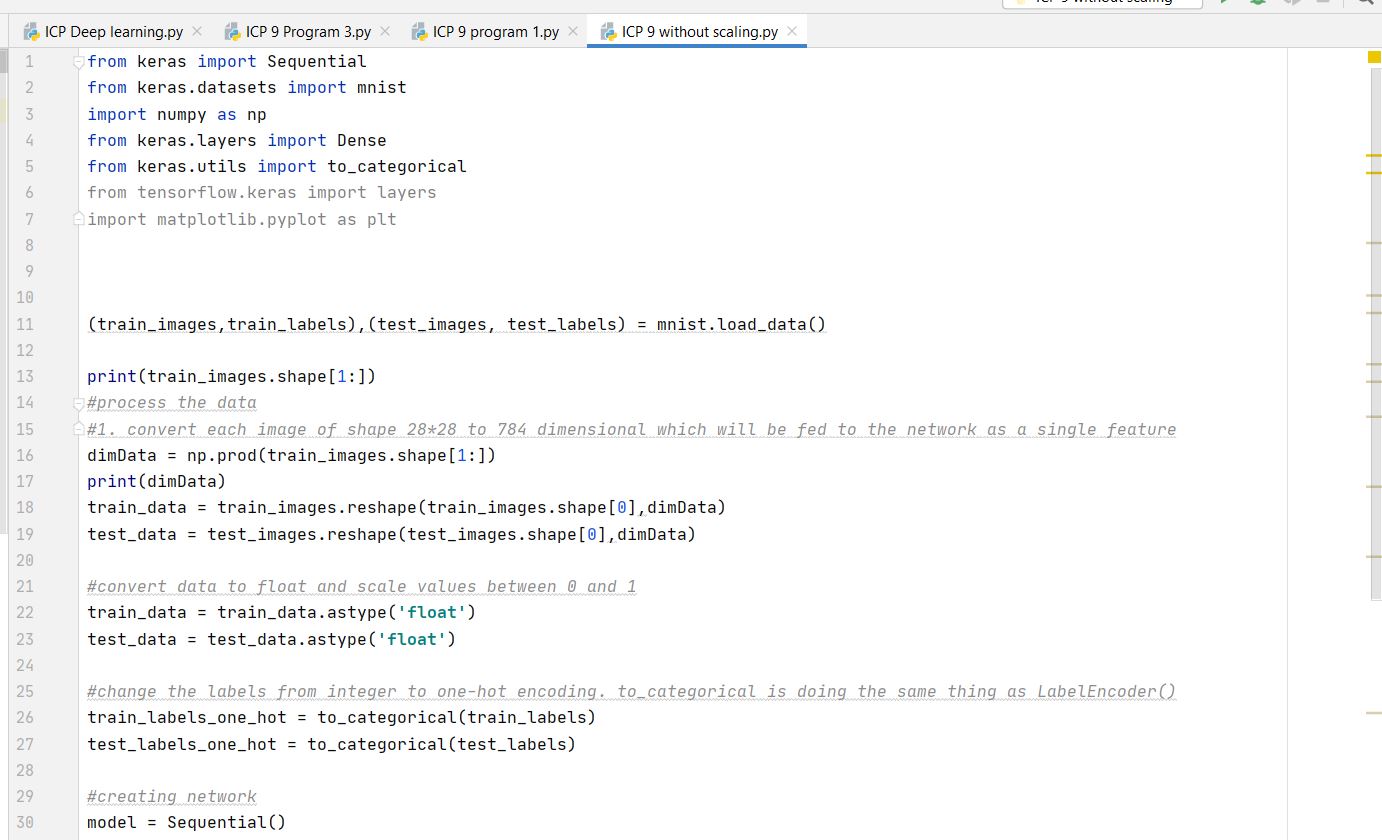 ICP 9 without scaling
ICP Deep learning.py
ICP 9 Program 3.py
ICP 9 program 1.py
ICP 9 without scaling.py
1 from keras import Sequential
2 from keras.datasets import mnist
3 import numpy as np
4 from keras.layers import Dense
5 from keras.utils import to_categorical
6 from tensorflow.keras import layers
7 import matplotlib.pyplot as plt
8
9
10
11 (train_images,train_labels),(test_images, test_labels) = mnist.load_data()
12
13 print(train_images.shape[1:])
14 #process the data
15 #1. convert each image of shape 28*28 to 784 dimensional which will be fed to the network as a single feature
16 dimData = np.prod(train_images.shape[1:])
17 print(dimData)
18 train_data = train_images.reshape(train_images.shape[0],dimData)
19 test_data = test_images.reshape(test_images.shape[0],dimData)
20
21 #convert data to float and scale values between 0 and 1
22 train_data = train_data.astype('float')
23 test_data = test_data.astype('float')
24
25 #change the labels from integer to one-hot encoding. to_categorical is doing the same thing as LabelEncoder()
26 train_labels_one_hot = to_categorical(train_labels)
27 test_labels_one_hot = to_categorical(test_labels)
28
29 #creating network
30 model = Sequential()